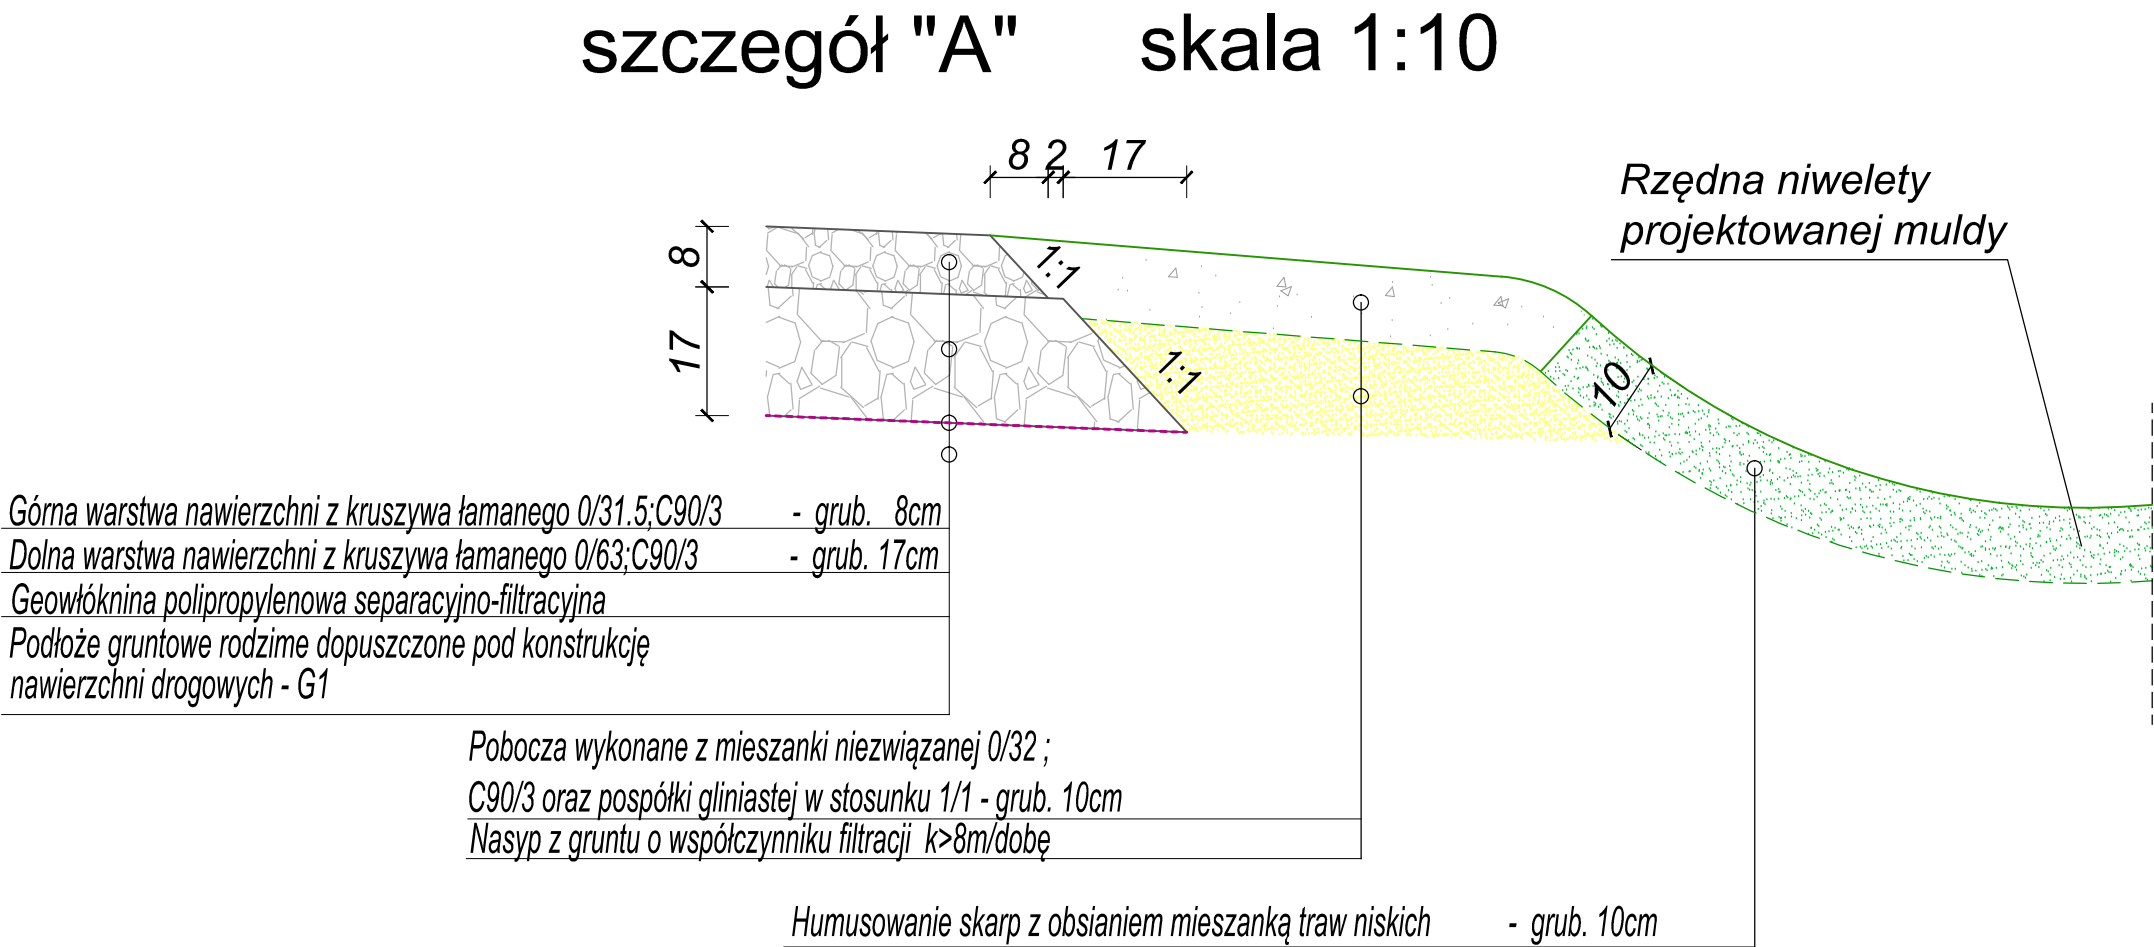 szczegół "A" skala 1:10
8 2 17
Rzędna niwelety
projektowanej muldy
8
1:1
17
1:1
10
Górna warstwa nawierzchni z kruszywa łamanego 0/31.5;C90/3 - grub. 8cm
Dolna warstwa nawierzchni z kruszywa łamanego 0/63;C90/3 - grub. 17cm
Geowłóknina polipropylenowa separacyjno-filtracyjna
Podłoże gruntowe rodzime dopuszczone pod konstrukcję
nawierzchni drogowych - G1
Pobocza wykonane z mieszanki niezwiązanej 0/32 ;
C90/3 oraz pospółki gliniastej w stosunku 1/1 - grub. 10cm
Nasyp z gruntu o współczynniku filtracji k>8m/dobę
Humusowanie skarp z obsianiem mieszanką traw niskich - grub. 10cm